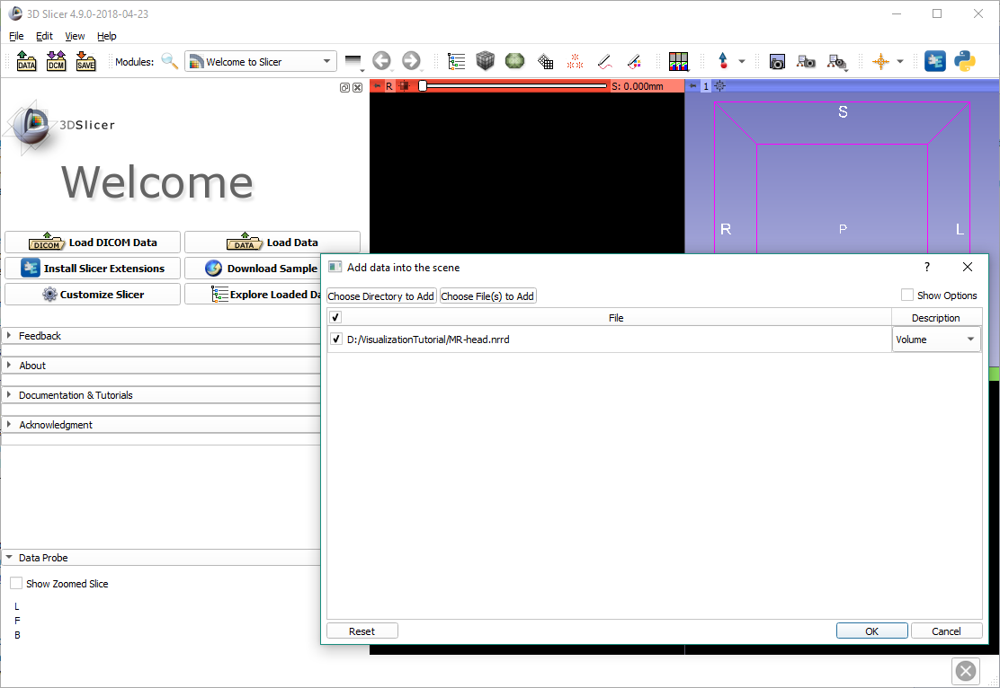 3D Slicer 4.9.0-2018-04-23
File Edit View Help
DATA DCM SAVE Modules: Welcome to Slicer
R S: 0.000mm 1
3DSlicer
Welcome
S
R P L
DICOM Load DICOM Data DATA Load Data
Install Slicer Extensions Download Sample
Customize Slicer Explore Loaded Da
Feedback
About
Documentation & Tutorials
Acknowledgment
Data Probe
Show Zoomed Slice
L
F
B
Add data into the scene ?
Choose Directory to Add Choose File(s) to Add Show Options
File Description
D:/VisualizationTutorial/MR-head.nrrd Volume
Reset OK Cancel